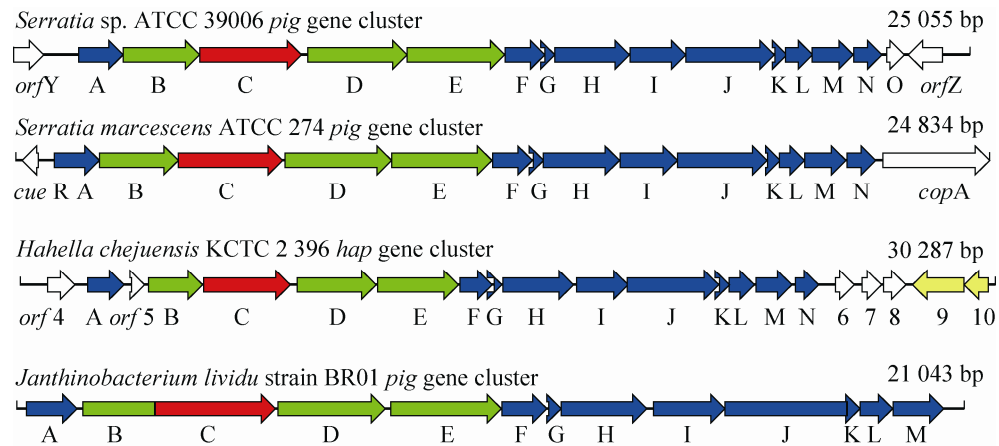 Serratia sp. ATCC 39006 pig gene cluster 25 055 bp
orfY A B C D E F G H I J K L M N O orfZ
Serratia marcescens ATCC 274 pig gene cluster 24 834 bp
cue R A B C D E F G H I J K L M N copA
Hahella chejuensis KCTC 2 396 hap gene cluster 30 287 bp
orf 4 A orf 5 B C D E F G H I J K L M N 6 7 8 9 10
Janthinobacterium lividu strain BR01 pig gene cluster 21 043 bp
A B C D E F G H I J K L M